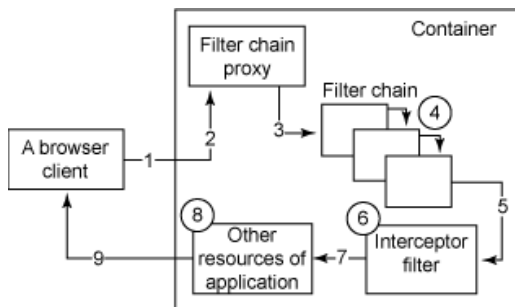 Container
Filter chain
proxy
Filter chain
A browser
client
1
2
3
4
5
6
Interceptor
filter
7
8
Other
resources of
application
9